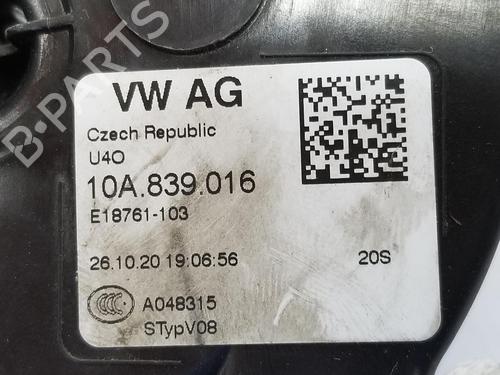 B-PARTS
VW AG
Czech Republic
U4O
10A.839.016
E18761-103
26.10.20 19:06:56 20S
CCC A048315
STypV08